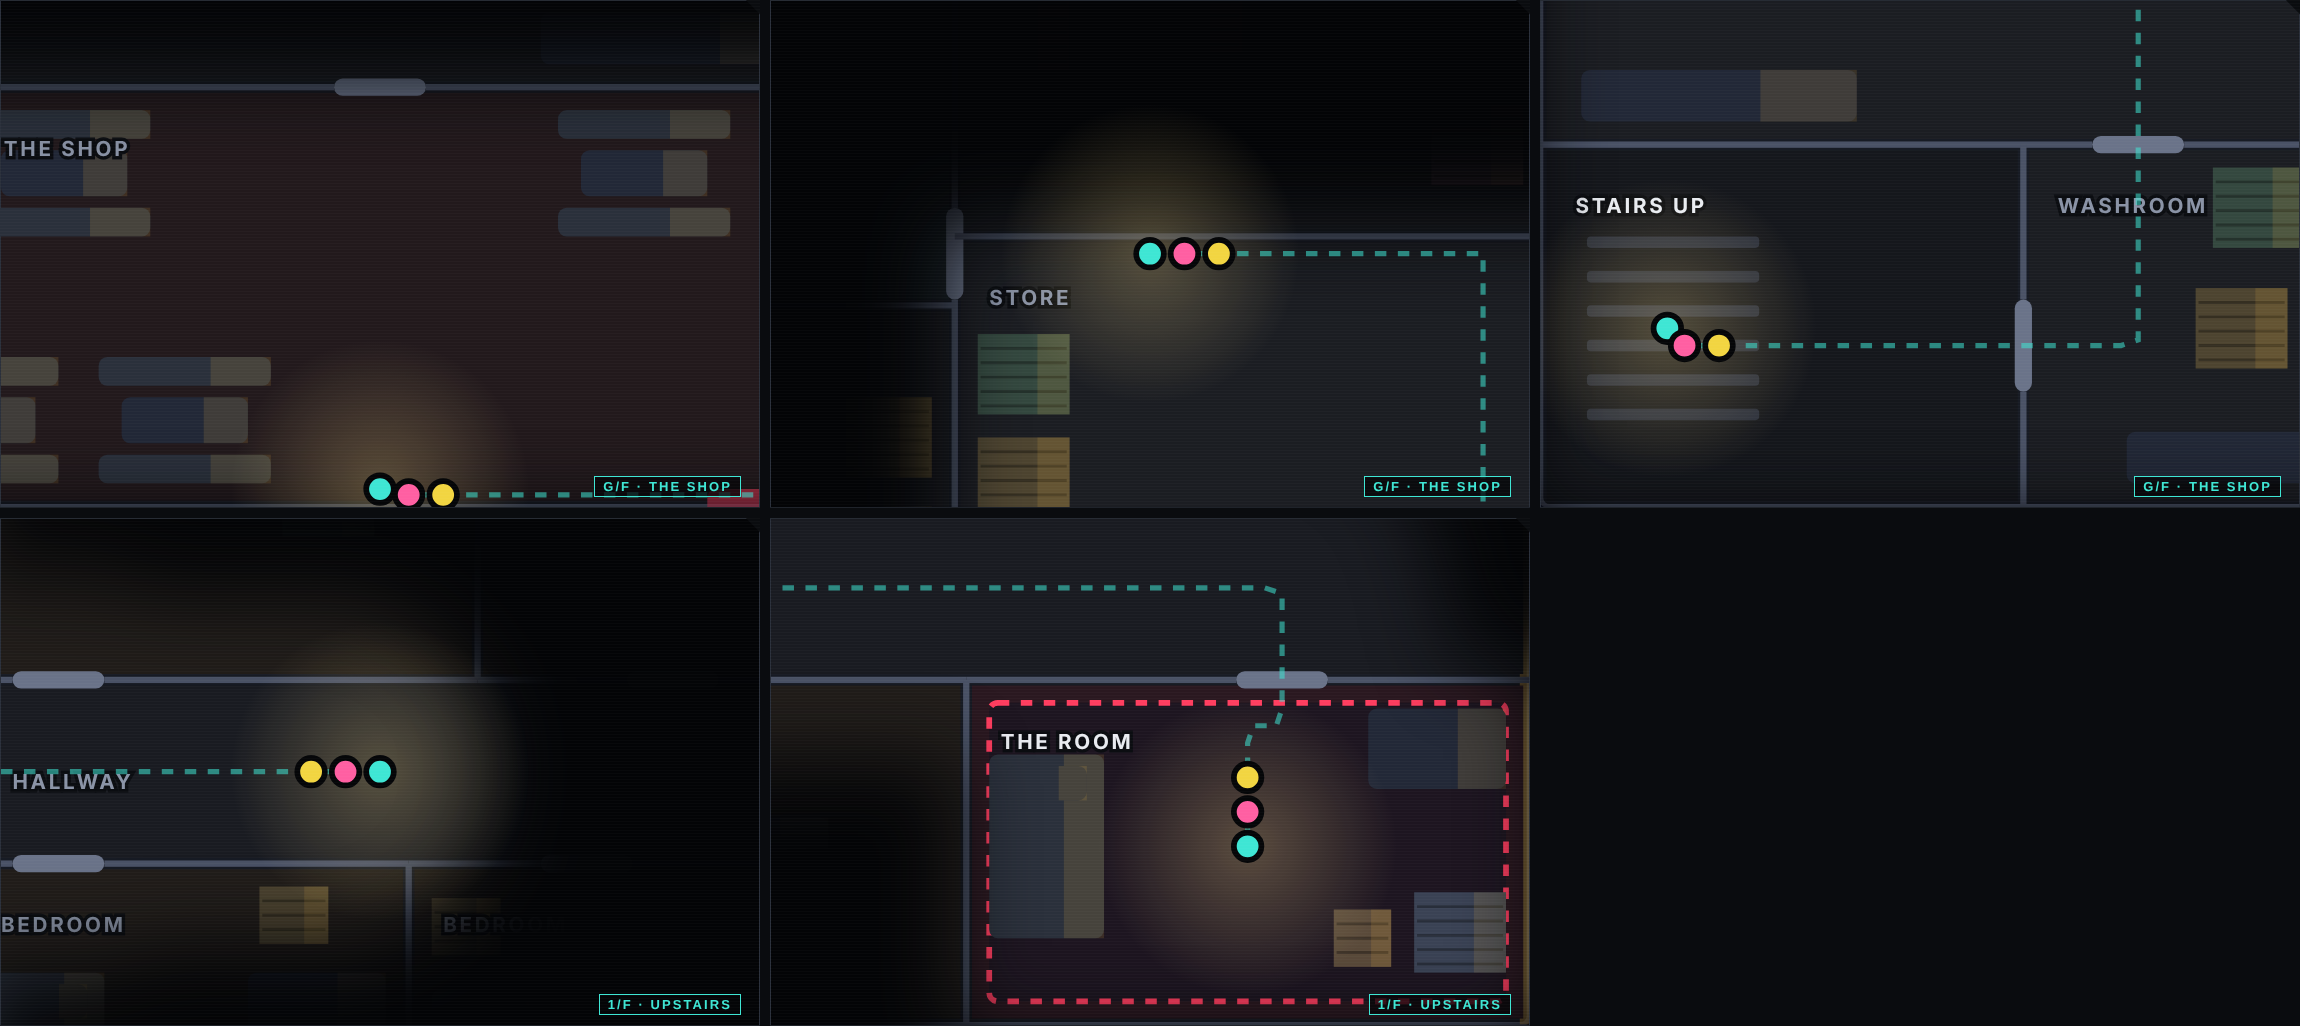 THE SHOP
G/F · THE SHOP
STORE
G/F · THE SHOP
STAIRS UP
WASHROOM
G/F · THE SHOP
HALLWAY
BEDROOM
1/F · UPSTAIRS
THE ROOM
1/F · UPSTAIRS